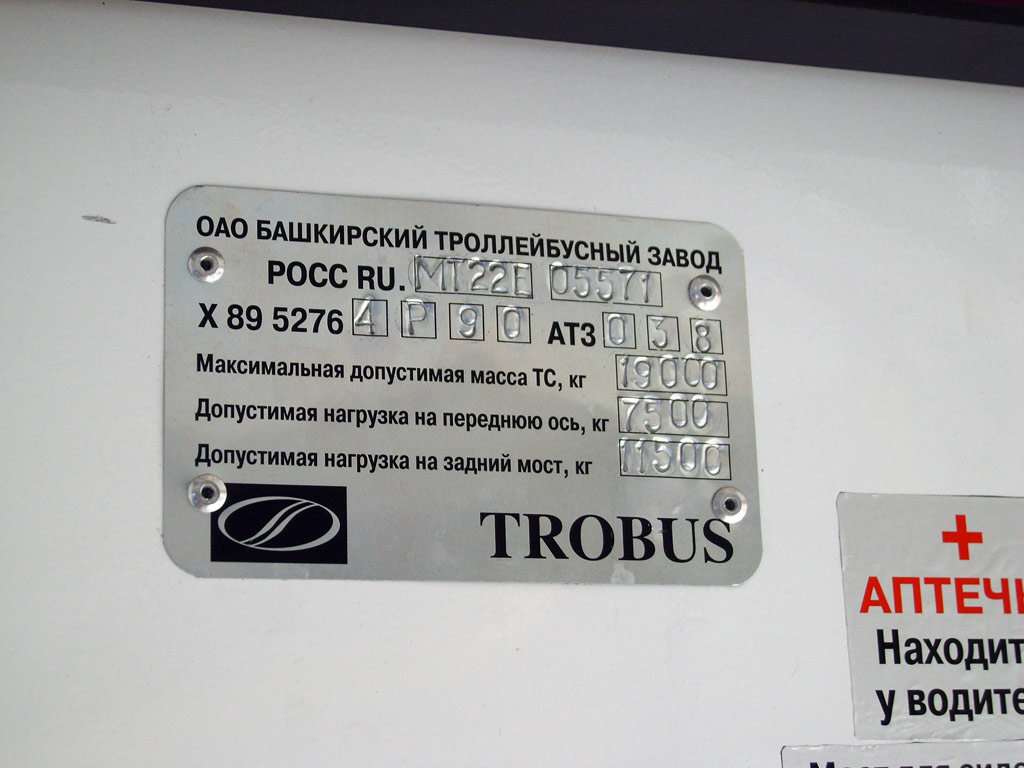 ОАО БАШКИРСКИЙ ТРОЛЛЕЙБУСНЫЙ ЗАВОД
РОСС RU. МТ22Е 05571
Х 89 5276 4 Р 9 0 АТЗ 0 3 8
Максимальная допустимая масса ТС, кг 19000
Допустимая нагрузка на переднюю ось, кг 7500
Допустимая нагрузка на задний мост, кг 11500
TROBUS
АПТЕЧ
Находит
у водите